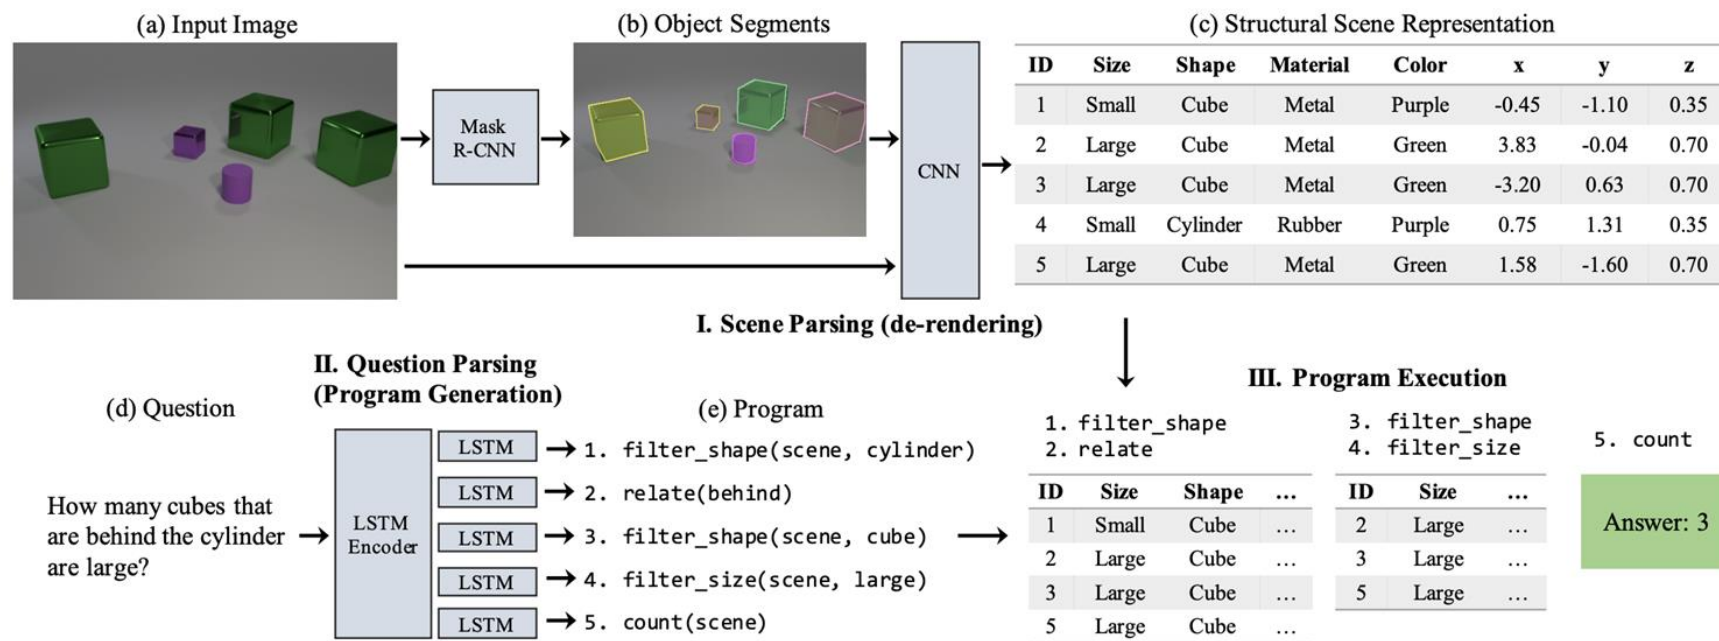 (a) Input Image
(b) Object Segments
(c) Structural Scene Representation
Mask
R-CNN
CNN
ID Size Shape Material Color x y z
1 Small Cube Metal Purple -0.45 -1.10 0.35
2 Large Cube Metal Green 3.83 -0.04 0.70
3 Large Cube Metal Green -3.20 0.63 0.70
4 Small Cylinder Rubber Purple 0.75 1.31 0.35
5 Large Cube Metal Green 1.58 -1.60 0.70
I. Scene Parsing (de-rendering)
II. Question Parsing
(Program Generation)
III. Program Execution
(d) Question
How many cubes that
are behind the cylinder
are large?
LSTM
Encoder
(e) Program
LSTM 1. filter_shape(scene, cylinder)
LSTM 2. relate(behind)
LSTM 3. filter_shape(scene, cube)
LSTM 4. filter_size(scene, large)
LSTM 5. count(scene)
1. filter_shape
2. relate
ID Size Shape ...
1 Small Cube ...
2 Large Cube ...
3 Large Cube ...
5 Large Cube ...
3. filter_shape
4. filter_size
ID Size ...
2 Large ...
3 Large ...
5 Large ...
5. count
Answer: 3